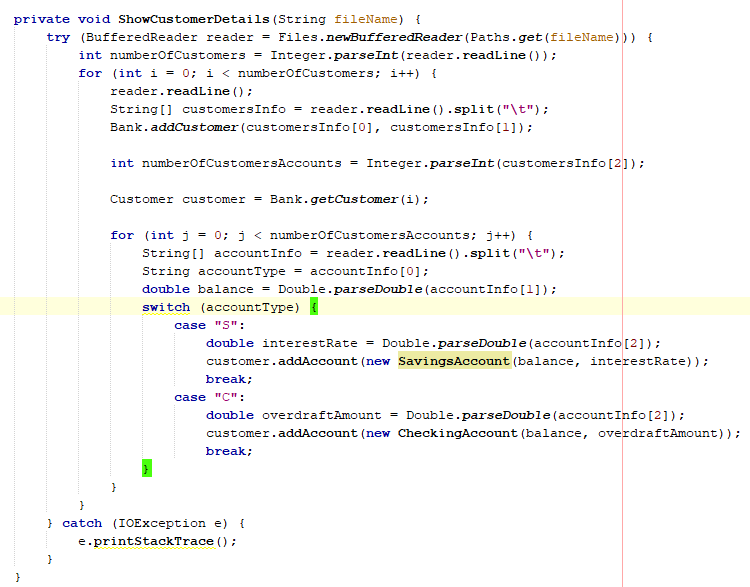 private void ShowCustomerDetails(String fileName) {
    try (BufferedReader reader = Files.newBufferedReader(Paths.get(fileName))) {
        int numberOfCustomers = Integer.parseInt(reader.readLine());
        for (int i = 0; i < numberOfCustomers; i++) {
            reader.readLine();
            String[] customersInfo = reader.readLine().split("\t");
            Bank.addCustomer(customersInfo[0], customersInfo[1]);

            int numberOfCustomersAccounts = Integer.parseInt(customersInfo[2]);

            Customer customer = Bank.getCustomer(i);

            for (int j = 0; j < numberOfCustomersAccounts; j++) {
                String[] accountInfo = reader.readLine().split("\t");
                String accountType = accountInfo[0];
                double balance = Double.parseDouble(accountInfo[1]);
                switch (accountType) {
                    case "S":
                        double interestRate = Double.parseDouble(accountInfo[2]);
                        customer.addAccount(new SavingsAccount(balance, interestRate));
                        break;
                    case "C":
                        double overdraftAmount = Double.parseDouble(accountInfo[2]);
                        customer.addAccount(new CheckingAccount(balance, overdraftAmount));
                        break;
                }
            }
        }
    } catch (IOException e) {
        e.printStackTrace();
    }
}